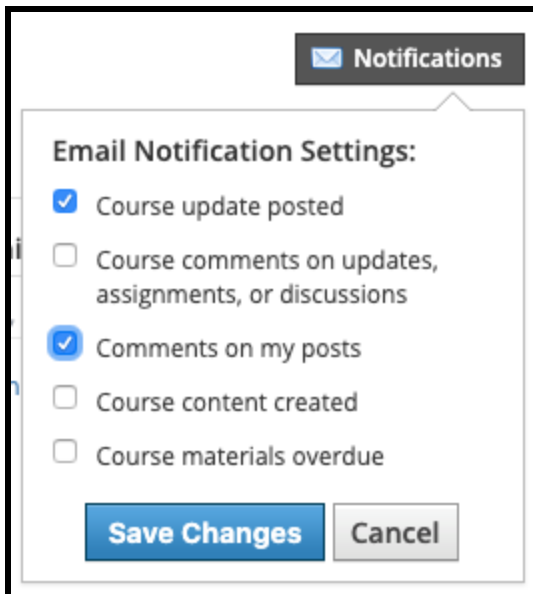 Notifications
Email Notification Settings:
Course update posted
Course comments on updates,
assignments, or discussions
Comments on my posts
Course content created
Course materials overdue
Save Changes
Cancel